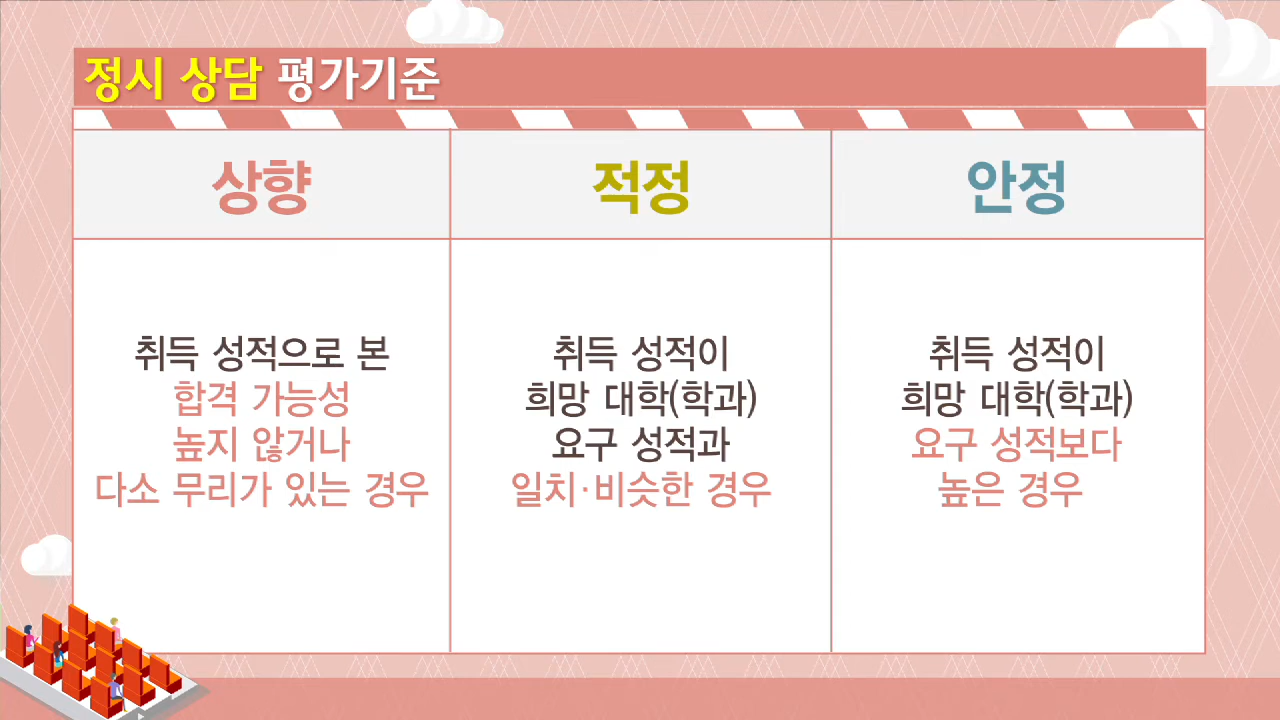 정시 상담 평가기준
상향
적정
안정
취득 성적으로 본
합격 가능성
높지 않거나
다소 무리가 있는 경우
취득 성적이
희망 대학(학과)
요구 성적과
일치·비슷한 경우
취득 성적이
희망 대학(학과)
요구 성적보다
높은 경우